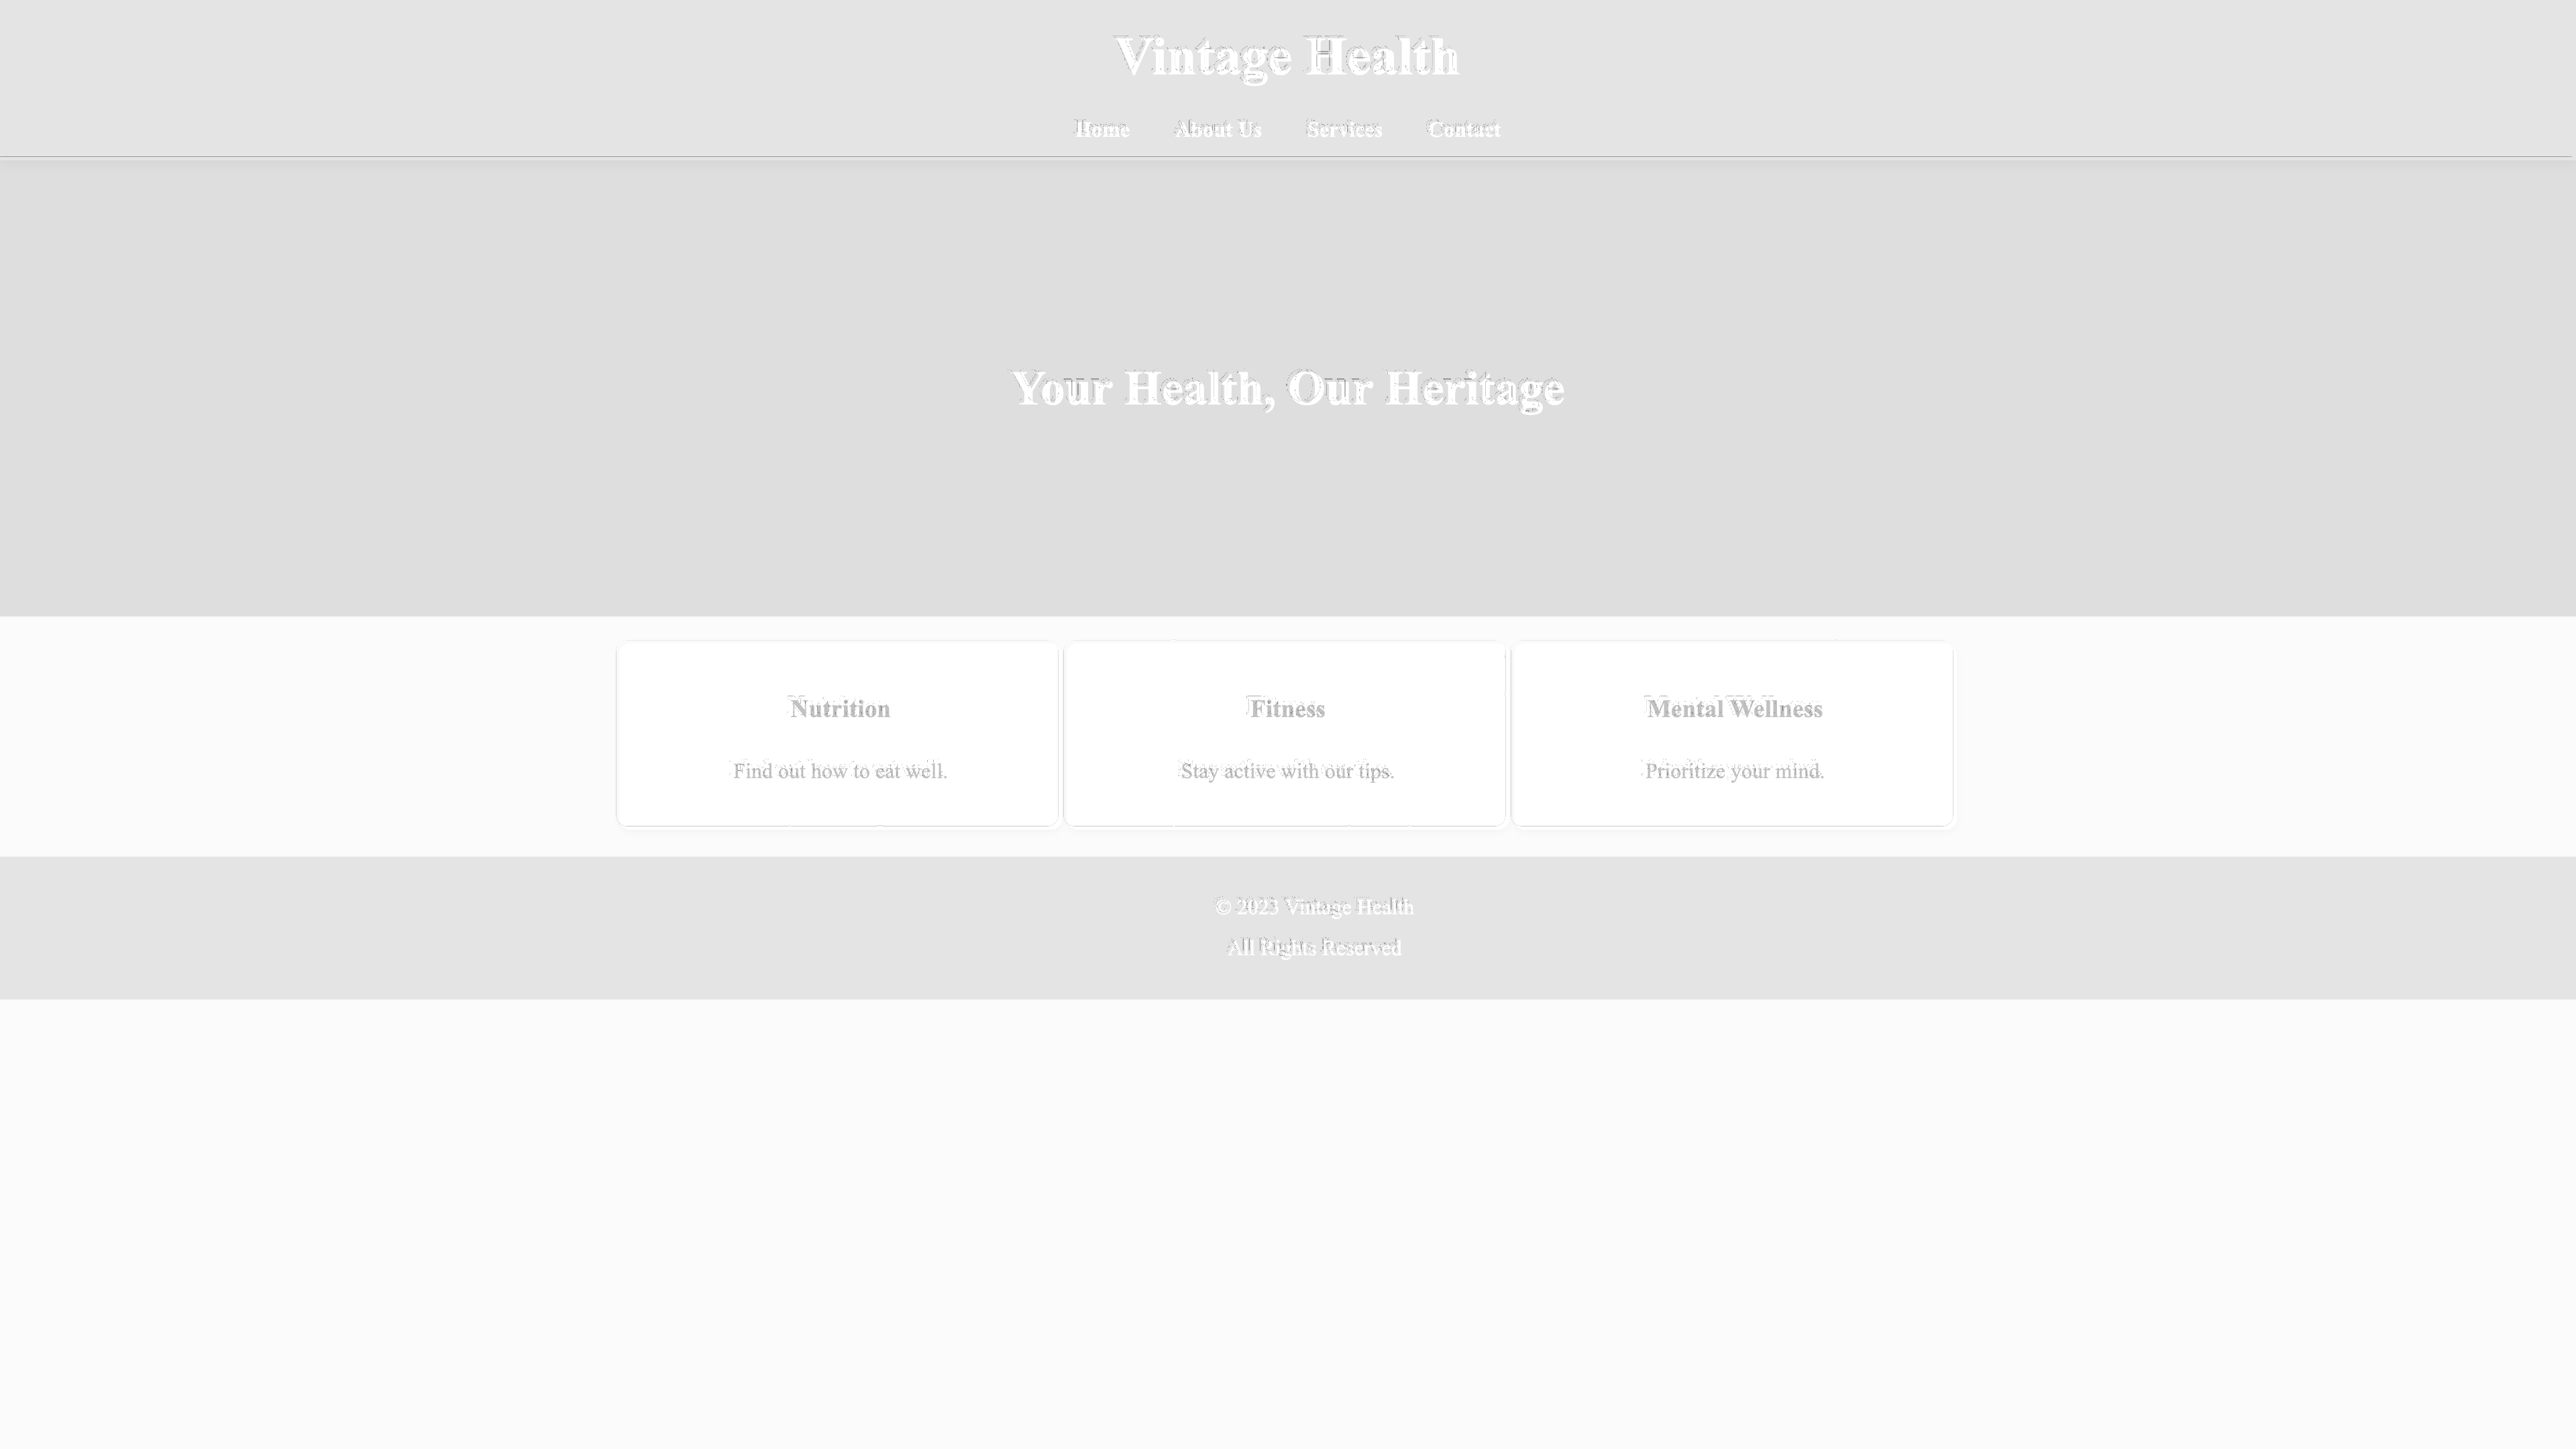 Vintage Health
Home About Us Services Contact
Your Health, Our Heritage
Nutrition Fitness Mental Wellness
Find out how to eat well. Stay active with our tips. Prioritize your mind.
© 2023 Vintage Health
All Rights Reserved